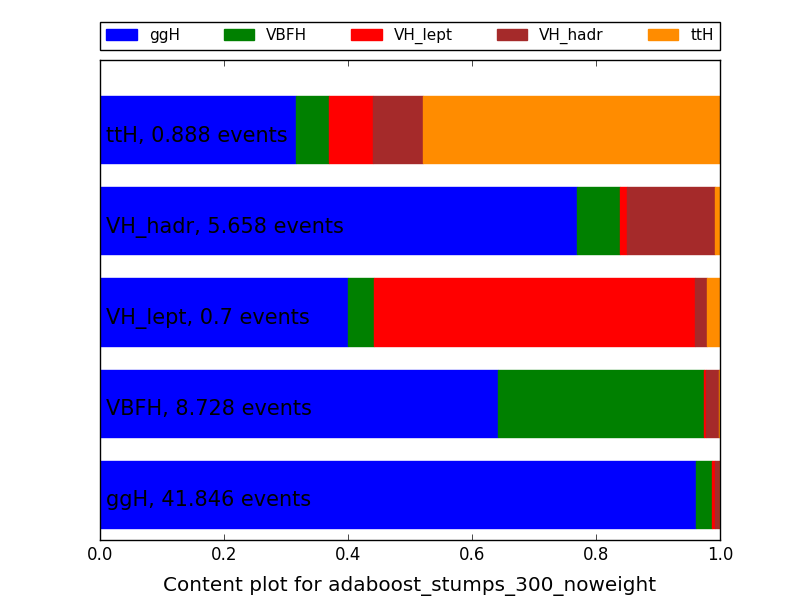 ggH VBFH VH_lept VH_hadr ttH
ttH, 0.888 events
VH_hadr, 5.658 events
VH_lept, 0.7 events
VBFH, 8.728 events
ggH, 41.846 events
0.0 0.2 0.4 0.6 0.8 1.0
Content plot for adaboost_stumps_300_noweight